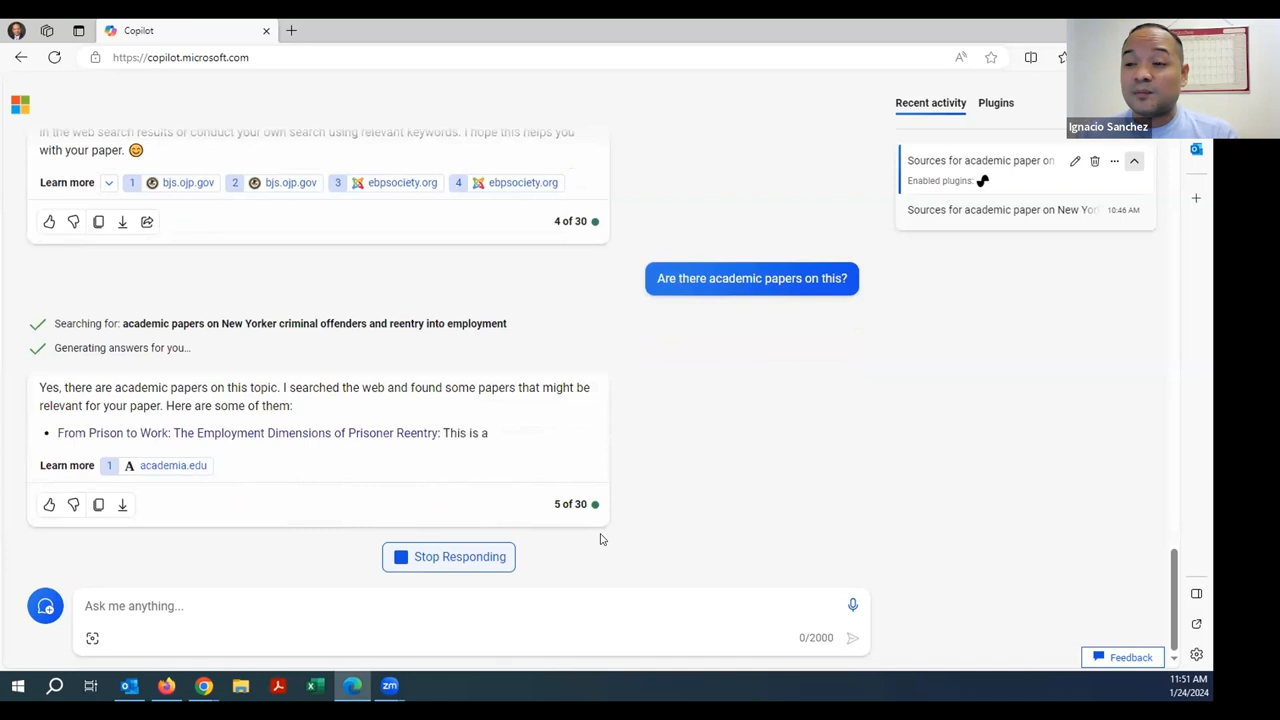 Copilot
https://copilot.microsoft.com
Ignacio Sanchez
Recent activity Plugins
in the web search results or conduct your own search using relevant keywords. I hope this helps you
with your paper.
Learn more 1 bjs.ojp.gov 2 bjs.ojp.gov 3 ebpsociety.org 4 ebpsociety.org
4 of 30
Sources for academic paper on
Enabled plugins:
Sources for academic paper on New Yor 10:46 AM
Are there academic papers on this?
Searching for: academic papers on New Yorker criminal offenders and reentry into employment
Generating answers for you...
Yes, there are academic papers on this topic. I searched the web and found some papers that might be
relevant for your paper. Here are some of them:
• From Prison to Work: The Employment Dimensions of Prisoner Reentry: This is a
Learn more 1 A academia.edu
5 of 30
Stop Responding
Ask me anything...
0/2000
Feedback
zm
11:51 AM
1/24/2024